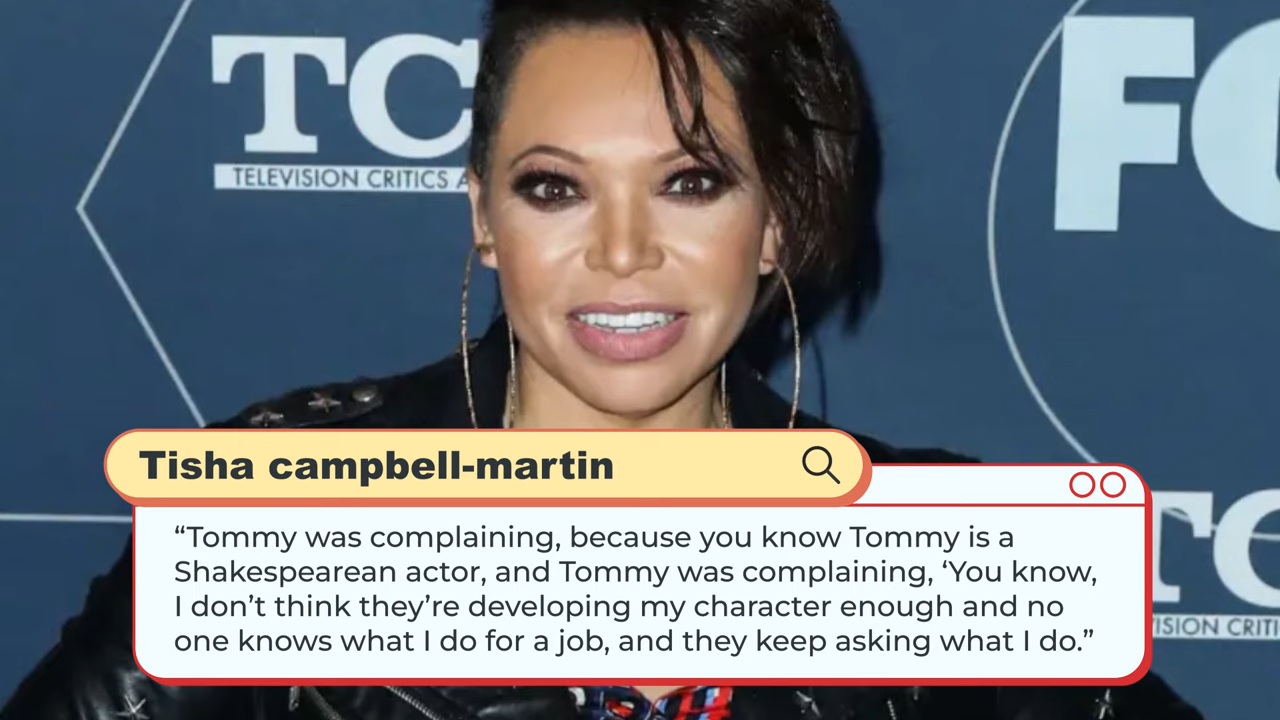 TC
TELEVISION CRITICS A
FO
Tisha campbell-martin
“Tommy was complaining, because you know Tommy is a
Shakespearean actor, and Tommy was complaining, ‘You know,
I don’t think they’re developing my character enough and no
one knows what I do for a job, and they keep asking what I do.”
TC
ISION CRITI